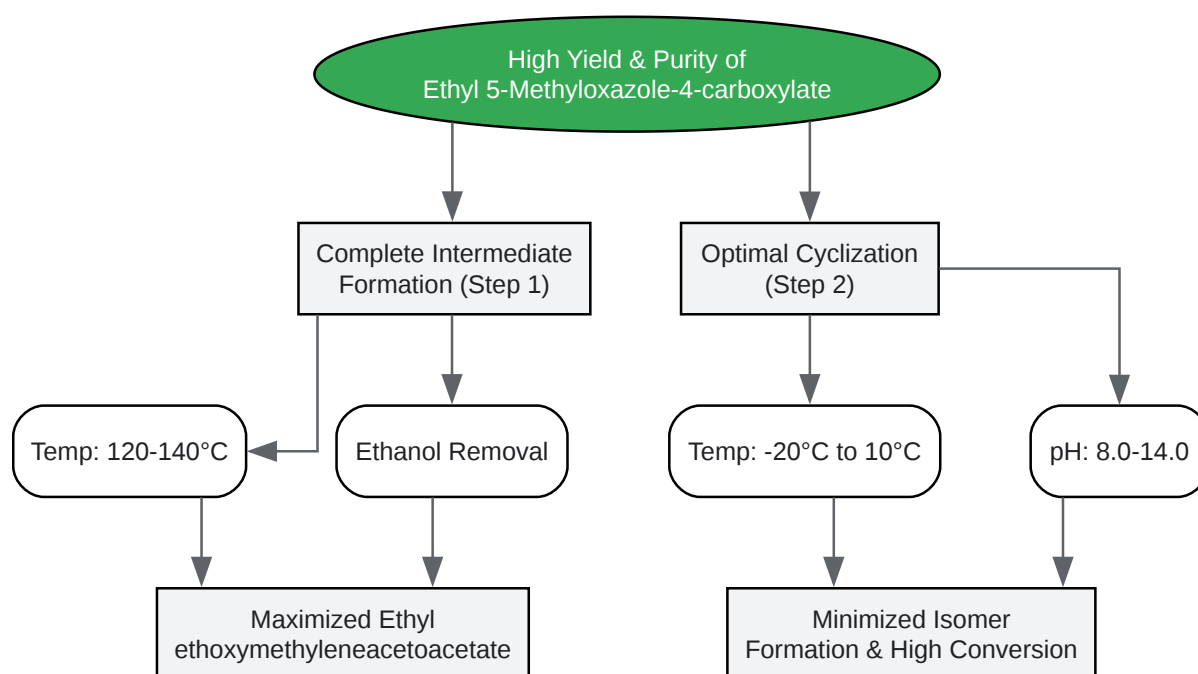 High Yield & Purity of
Ethyl 5-Methyloxazole-4-carboxylate
Complete Intermediate
Formation (Step 1)
Optimal Cyclization
(Step 2)
Temp: 120-140°C
Ethanol Removal
Temp: -20°C to 10°C
pH: 8.0-14.0
Maximized Ethyl
ethoxymethyleneacetoacetate
Minimized Isomer
Formation & High Conversion